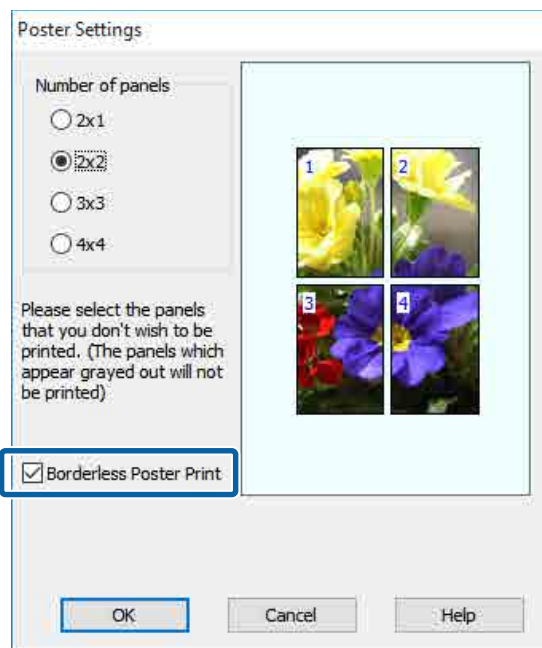 Poster Settings
Number of panels
2x1
2x2
3x3
4x4
1
2
3
4
Please select the panels
that you don't wish to be
printed. (The panels which
appear grayed out will not
be printed)
Borderless Poster Print
OK
Cancel
Help